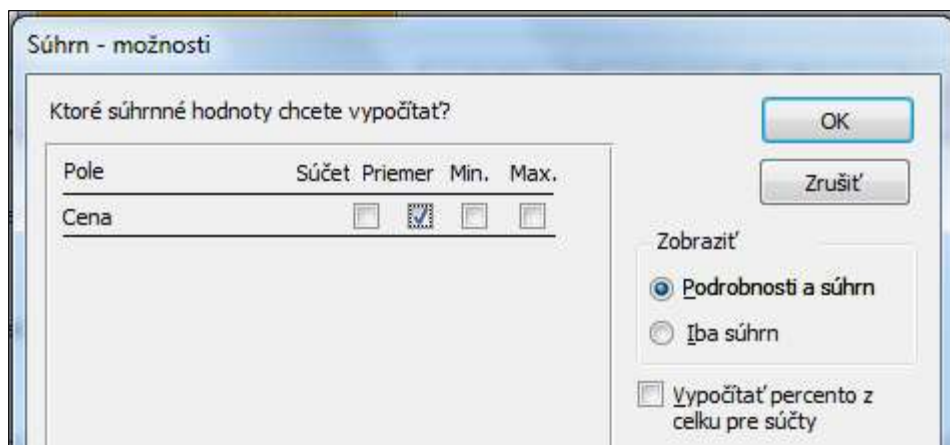 Súhrn - možnosti
Ktoré súhrnné hodnoty chcete vypočítať?
OK
Pole Súčet Priemer Min. Max.
Zrušiť
Cena
Zobraziť
Podrobnosti a súhrn
Iba súhrn
Vypočítať percento z
celku pre súčty